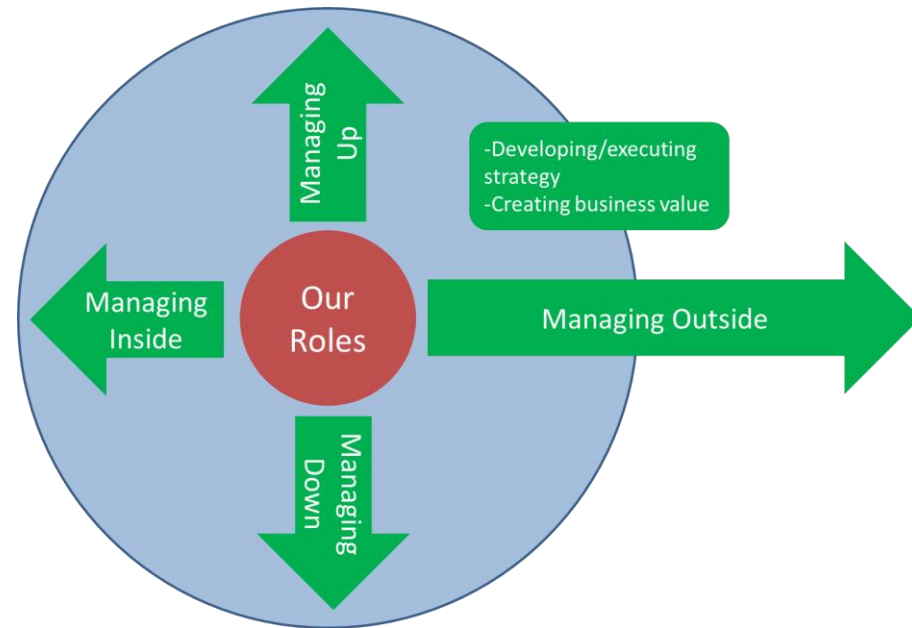 Managing
Up
-Developing/executing
strategy
-Creating business value
Managing
Inside
Our
Roles
Managing Outside
Managing
Down